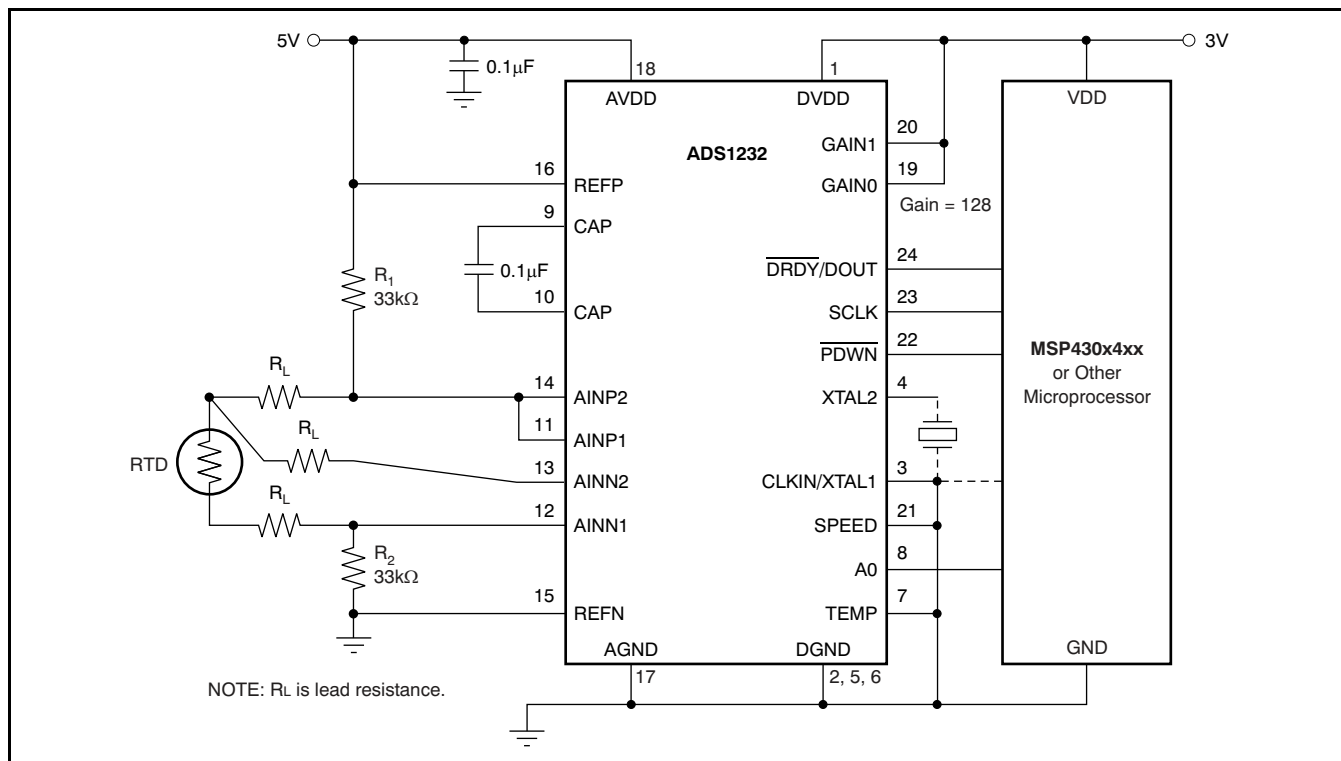 5V
3V
0.1µF
18
1
AVDD
DVDD
VDD
ADS1232
20
GAIN1
19
GAIN0
Gain = 128
16
REFP
9
CAP
0.1µF
10
CAP
R1
33kΩ
24
DRDY/DOUT
23
SCLK
22
PDWN
MSP430x4xx
or Other
Microprocessor
RL
14
AINP2
4
XTAL2
11
AINP1
RL
RTD
13
AINN2
3
CLKIN/XTAL1
RL
12
AINN1
21
SPEED
R2
33kΩ
8
A0
15
REFN
7
TEMP
AGND
DGND
GND
17
2, 5, 6
NOTE: RL is lead resistance.